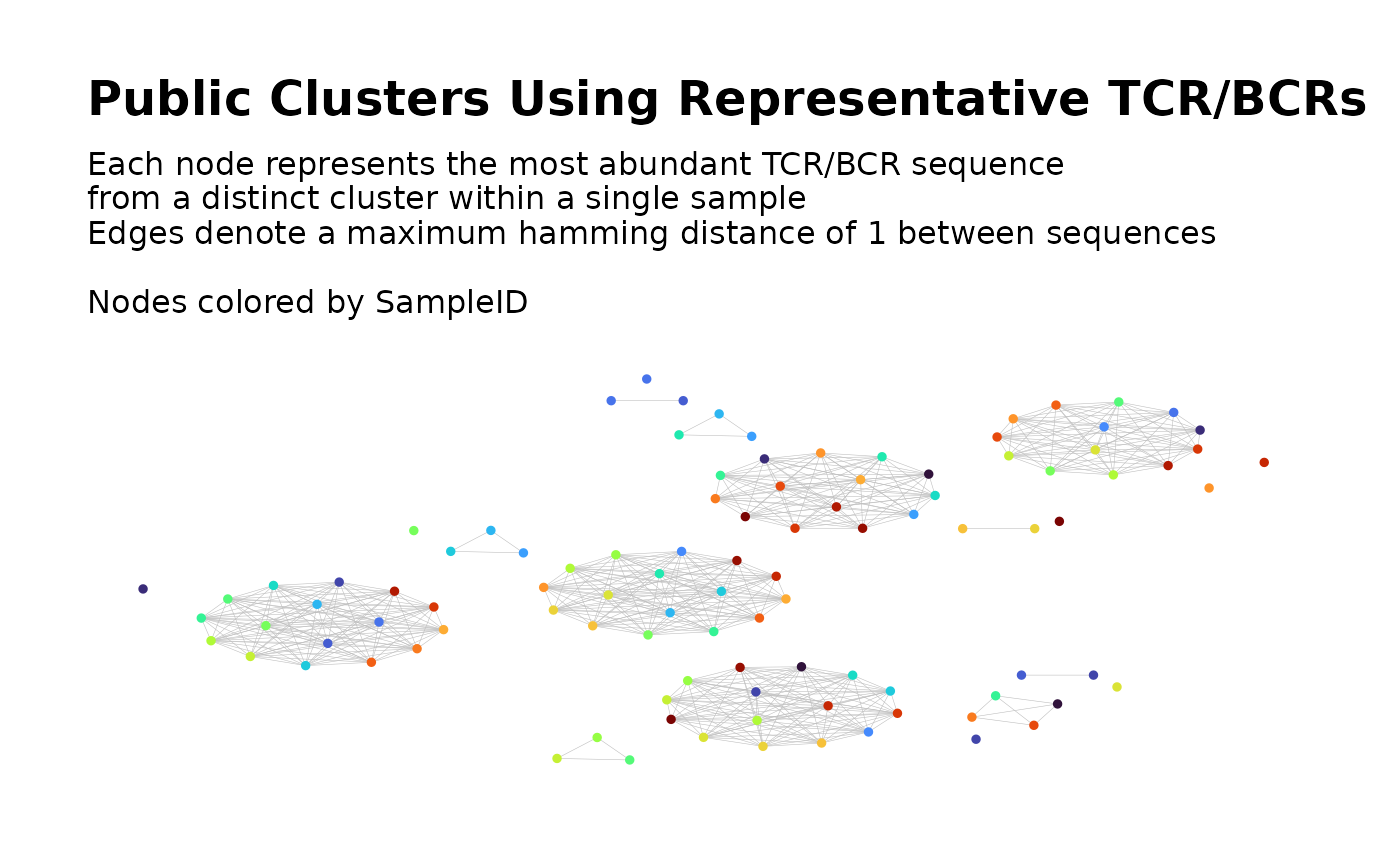 Public Clusters Using Representative TCR/BCRs
Each node represents the most abundant TCR/BCR sequence
from a distinct cluster within a single sample
Edges denote a maximum hamming distance of 1 between sequences
Nodes colored by SampleID